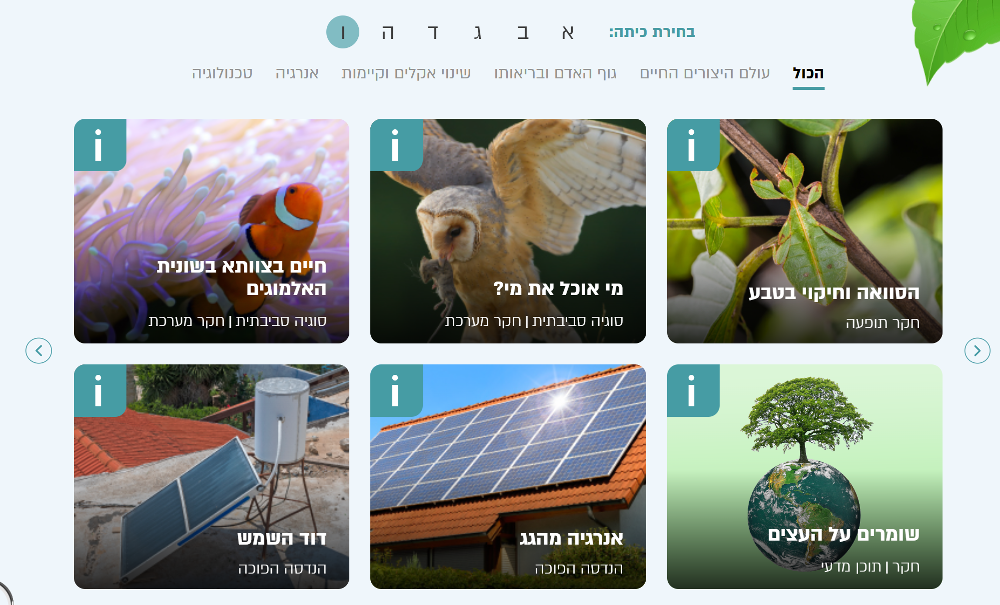 בחירת כיתה: א ב ג ד ה ו
הכול עולם היצורים החיים גוף האדם ובריאותו שינוי אקלים וקיימות אנרגיה טכנולוגיה
i
הסוואה וחיקוי בטבע
חקר תופעה
i
מי אוכל את מי?
סוגיה סביבתית | חקר מערכת
i
חיים בצוותא בשונית
האלמוגים
סוגיה סביבתית | חקר מערכת
i
שומרים על העצים
חקר | תוכן מדעי
i
אנרגיה מהגג
הנדסה הפוכה
i
דוד השמש
הנדסה הפוכה